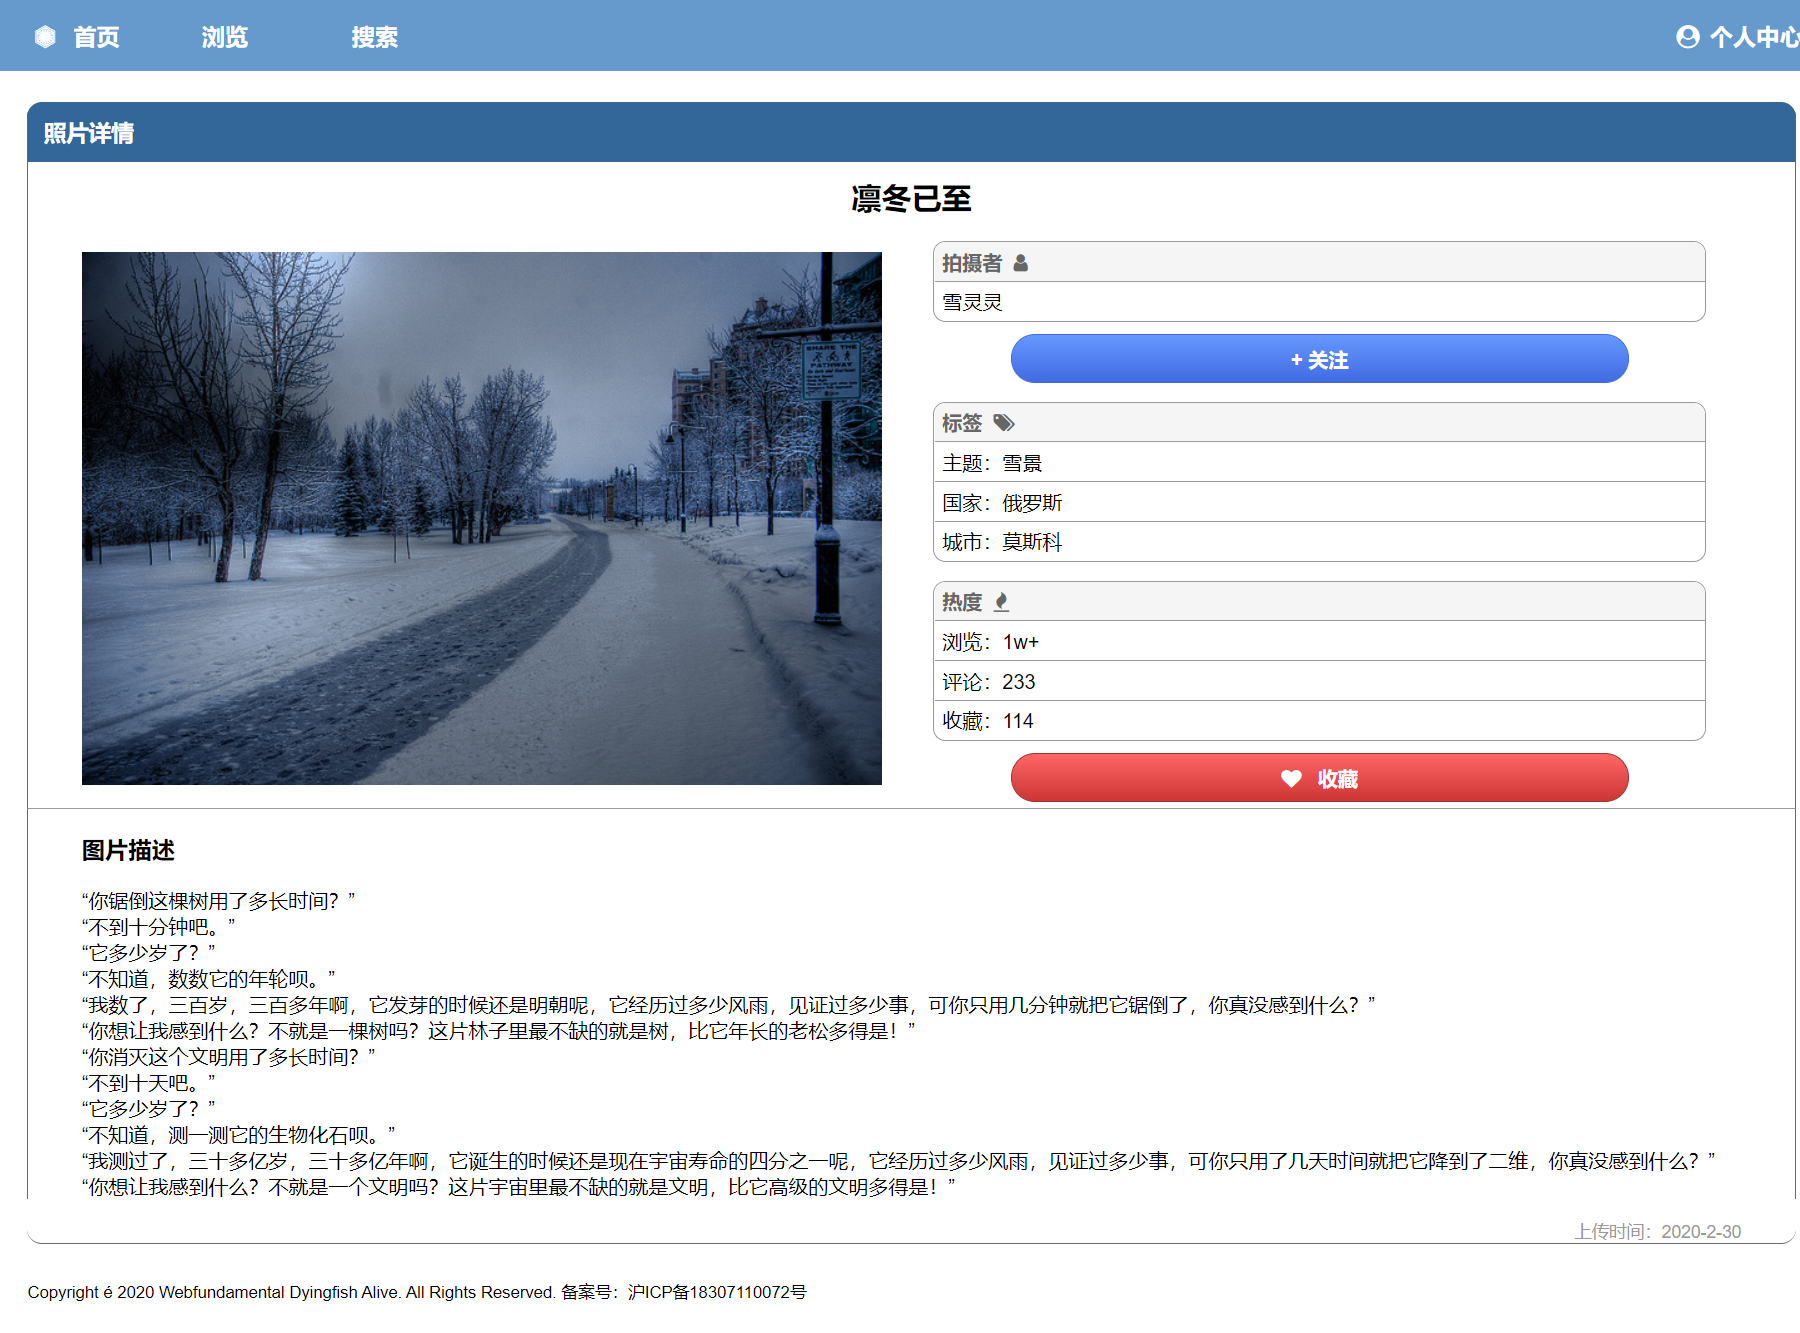 首页 浏览 搜索 个人中心
照片详情
凛冬已至
SHARE THE
PATHWAY
拍摄者
雪灵灵
+ 关注
标签
主题：雪景
国家：俄罗斯
城市：莫斯科
热度
浏览：1w+
评论：233
收藏：114
收藏
图片描述
“你锯倒这棵树用了多长时间？”
“不到十分钟吧。”
“它多少岁了？”
“不知道，数数它的年轮呗。”
“我数了，三百岁，三百多年啊，它发芽的时候还是明朝呢，它经历过多少风雨，见证过多少事，可你只用几分钟就把它锯倒了，你真没感到什么？”
“你想让我感到什么？不就是一棵树吗？这片林子里最不缺的就是树，比它年长的老松多得是！”
“你消灭这个文明用了多长时间？”
“不到十天吧。”
“它多少岁了？”
“不知道，测一测它的生物化石呗。”
“我测过了，三十多亿岁，三十多亿年啊，它诞生的时候还是现在宇宙寿命的四分之一呢，它经历过多少风雨，见证过多少事，可你只用了几天时间就把它降到了二维，你真没感到什么？”
“你想让我感到什么？不就是一个文明吗？这片宇宙里最不缺的就是文明，比它高级的文明多得是！”
上传时间：2020-2-30
Copyright é 2020 Webfundamental Dyingfish Alive. All Rights Reserved. 备案号：沪ICP备18307110072号